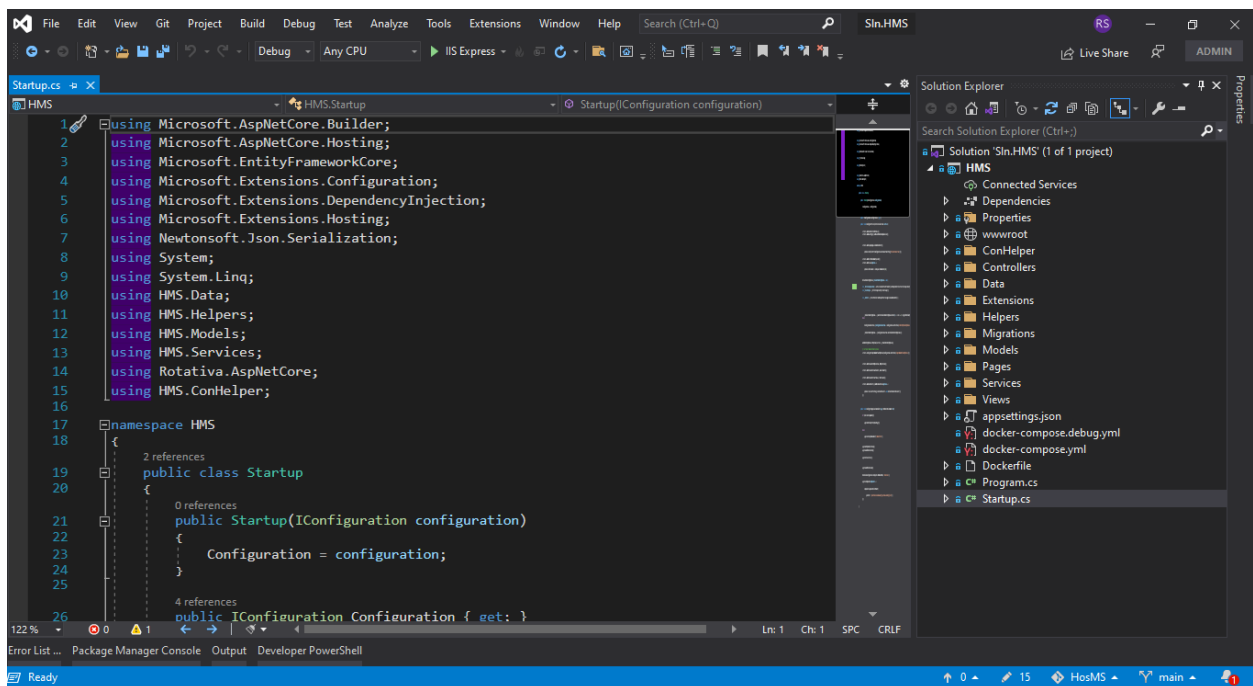 File Edit View Git Project Build Debug Test Analyze Tools Extensions Window Help Search (Ctrl+Q) Sln.HMS RS
Debug Any CPU IIS Express Live Share ADMIN
Startup.cs
HMS HMS.Startup Startup(IConfiguration configuration)
1 using Microsoft.AspNetCore.Builder;
2 using Microsoft.AspNetCore.Hosting;
3 using Microsoft.EntityFrameworkCore;
4 using Microsoft.Extensions.Configuration;
5 using Microsoft.Extensions.DependencyInjection;
6 using Microsoft.Extensions.Hosting;
7 using Newtonsoft.Json.Serialization;
8 using System;
9 using System.Linq;
10 using HMS.Data;
11 using HMS.Helpers;
12 using HMS.Models;
13 using HMS.Services;
14 using Rotativa.AspNetCore;
15 using HMS.ConHelper;
16
17 namespace HMS
18 {
2 references
19 public class Startup
20 {
0 references
21 public Startup(IConfiguration configuration)
22 {
23 Configuration = configuration;
24 }
25
4 references
26 public IConfiguration Configuration { get; }
122 % 0 1 Ln: 1 Ch: 1 SPC CRLF
Solution Explorer
Search Solution Explorer (Ctrl+;)
Solution 'Sln.HMS' (1 of 1 project)
HMS
Connected Services
Dependencies
Properties
wwwroot
ConHelper
Controllers
Data
Extensions
Helpers
Migrations
Models
Pages
Services
Views
appsettings.json
docker-compose.debug.yml
docker-compose.yml
Dockerfile
C# Program.cs
C# Startup.cs
Properties
Error List ... Package Manager Console Output Developer PowerShell
Ready 0 15 HosMS main 1